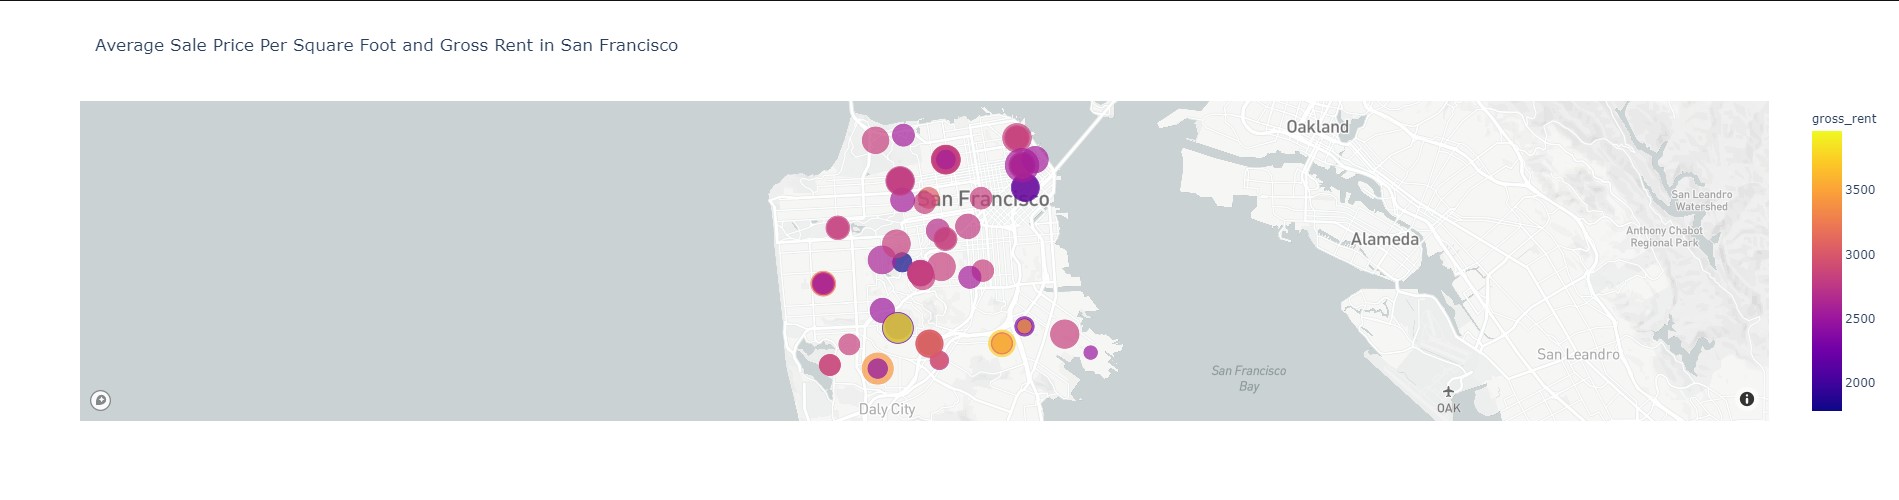 Average Sale Price Per Square Foot and Gross Rent in San Francisco
gross_rent
Oakland
3500
San Leandro
Watershed
San Francisco
Anthony Chabot
Regional Park
Alameda
3000
2500
San Leandro
San Francisco
Bay
2000
OAK
Daly City